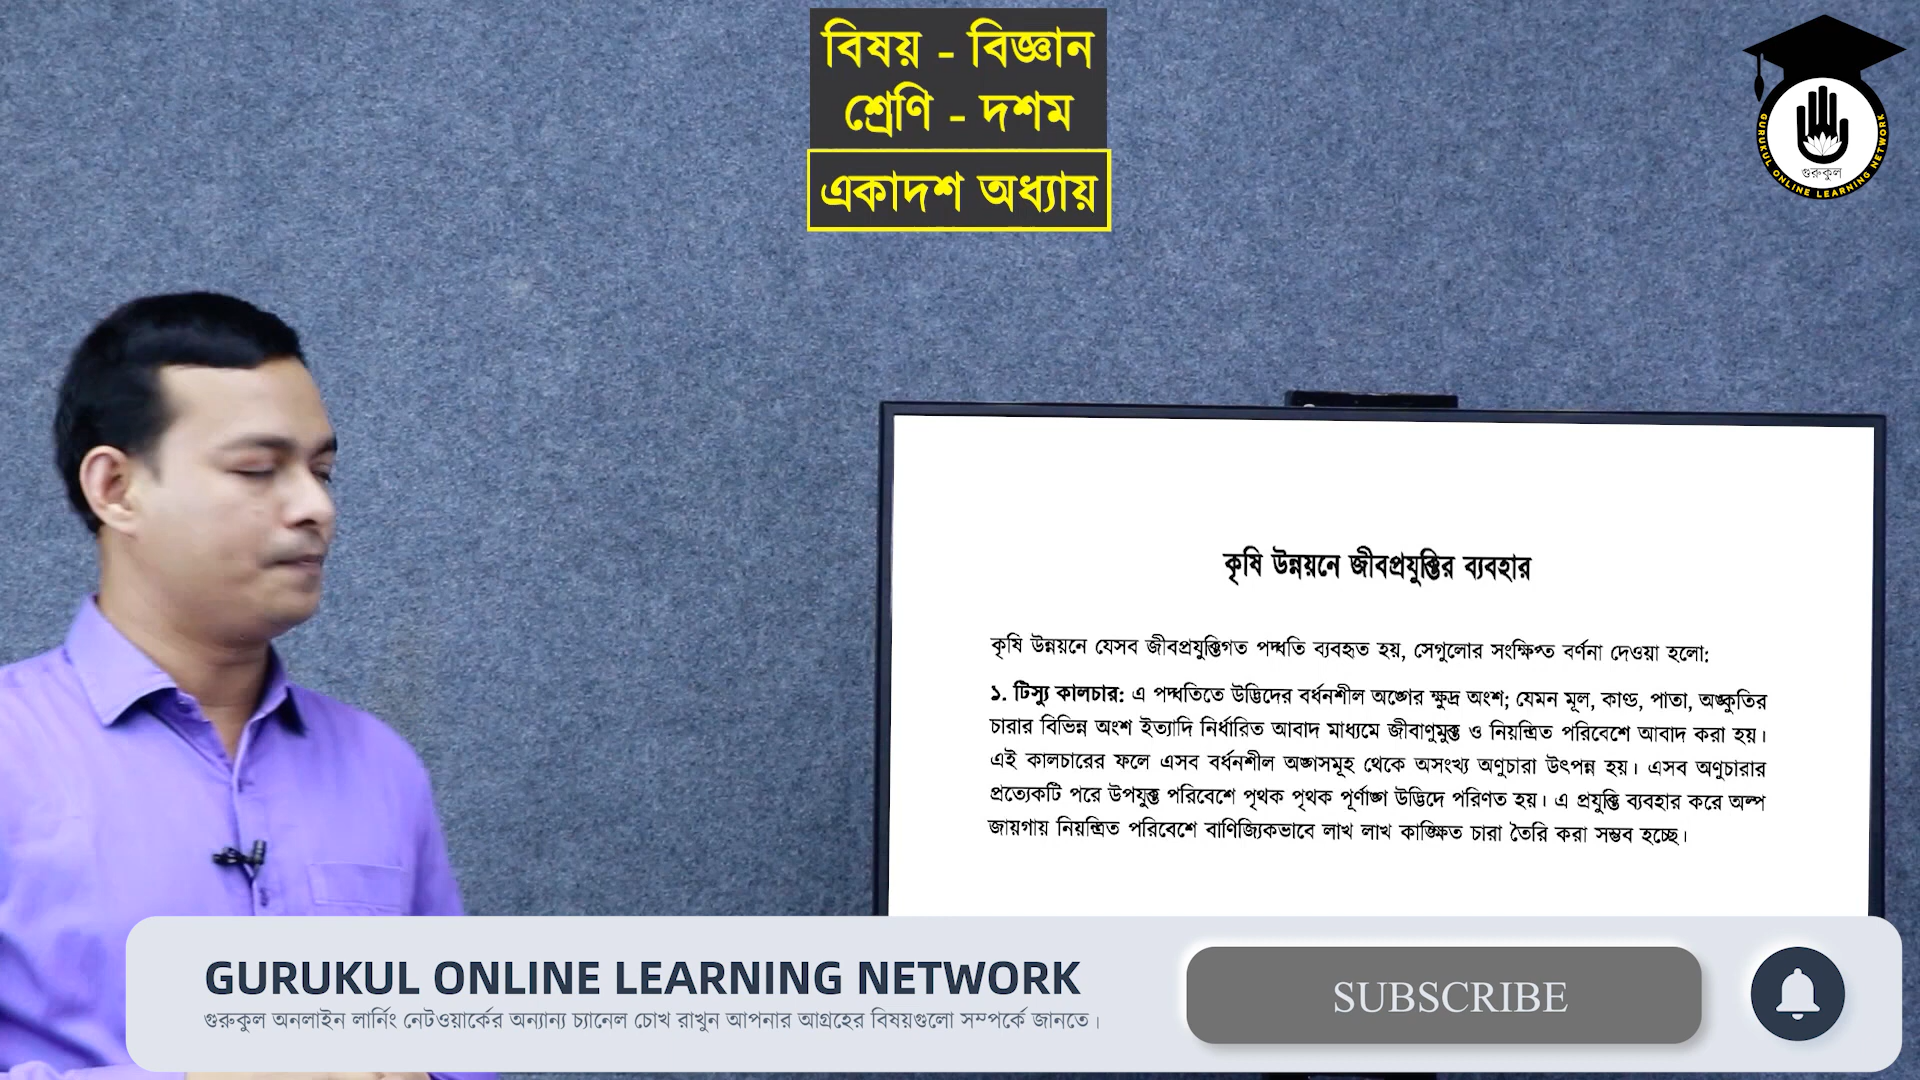 বিষয় - বিজ্ঞান
শ্রেণি - দশম
একাদশ অধ্যায়
গুরুকুল
GURUKUL ONLINE LEARNING NETWORK
কৃষি উন্নয়নে জীবপ্রযুক্তির ব্যবহার
কৃষি উন্নয়নে যেসব জীবপ্রযুক্তিগত পদ্ধতি ব্যবহৃত হয়, সেগুলোর সংক্ষিপ্ত বর্ণনা দেওয়া হলো:
১. টিস্যু কালচার: এ পদ্ধতিতে উদ্ভিদের বর্ধনশীল অঙ্গের ক্ষুদ্র অংশ; যেমন মূল, কাণ্ড, পাতা, অঙ্কুরিত
চারার বিভিন্ন অংশ ইত্যাদি নির্ধারিত আবাদ মাধ্যমে জীবাণুমুক্ত ও নিয়ন্ত্রিত পরিবেশে আবাদ করা হয়।
এই কালচারের ফলে এসব বর্ধনশীল অঙ্গসমূহ থেকে অসংখ্য অণুচারা উৎপন্ন হয়। এসব অণুচারার
প্রত্যেকটি পরে উপযুক্ত পরিবেশে পৃথক পৃথক পূর্ণাঙ্গ উদ্ভিদে পরিণত হয়। এ প্রযুক্তি ব্যবহার করে অল্প
জায়গায় নিয়ন্ত্রিত পরিবেশে বাণিজ্যিকভাবে লাখ লাখ কাঙ্ক্ষিত চারা তৈরি করা সম্ভব হচ্ছে।
GURUKUL ONLINE LEARNING NETWORK
গুরুকুল অনলাইন লার্নিং নেটওয়ার্কের অন্যান্য চ্যানেল চোখ রাখুন আপনার আগ্রহের বিষয়গুলো সম্পর্কে জানতে।
SUBSCRIBE